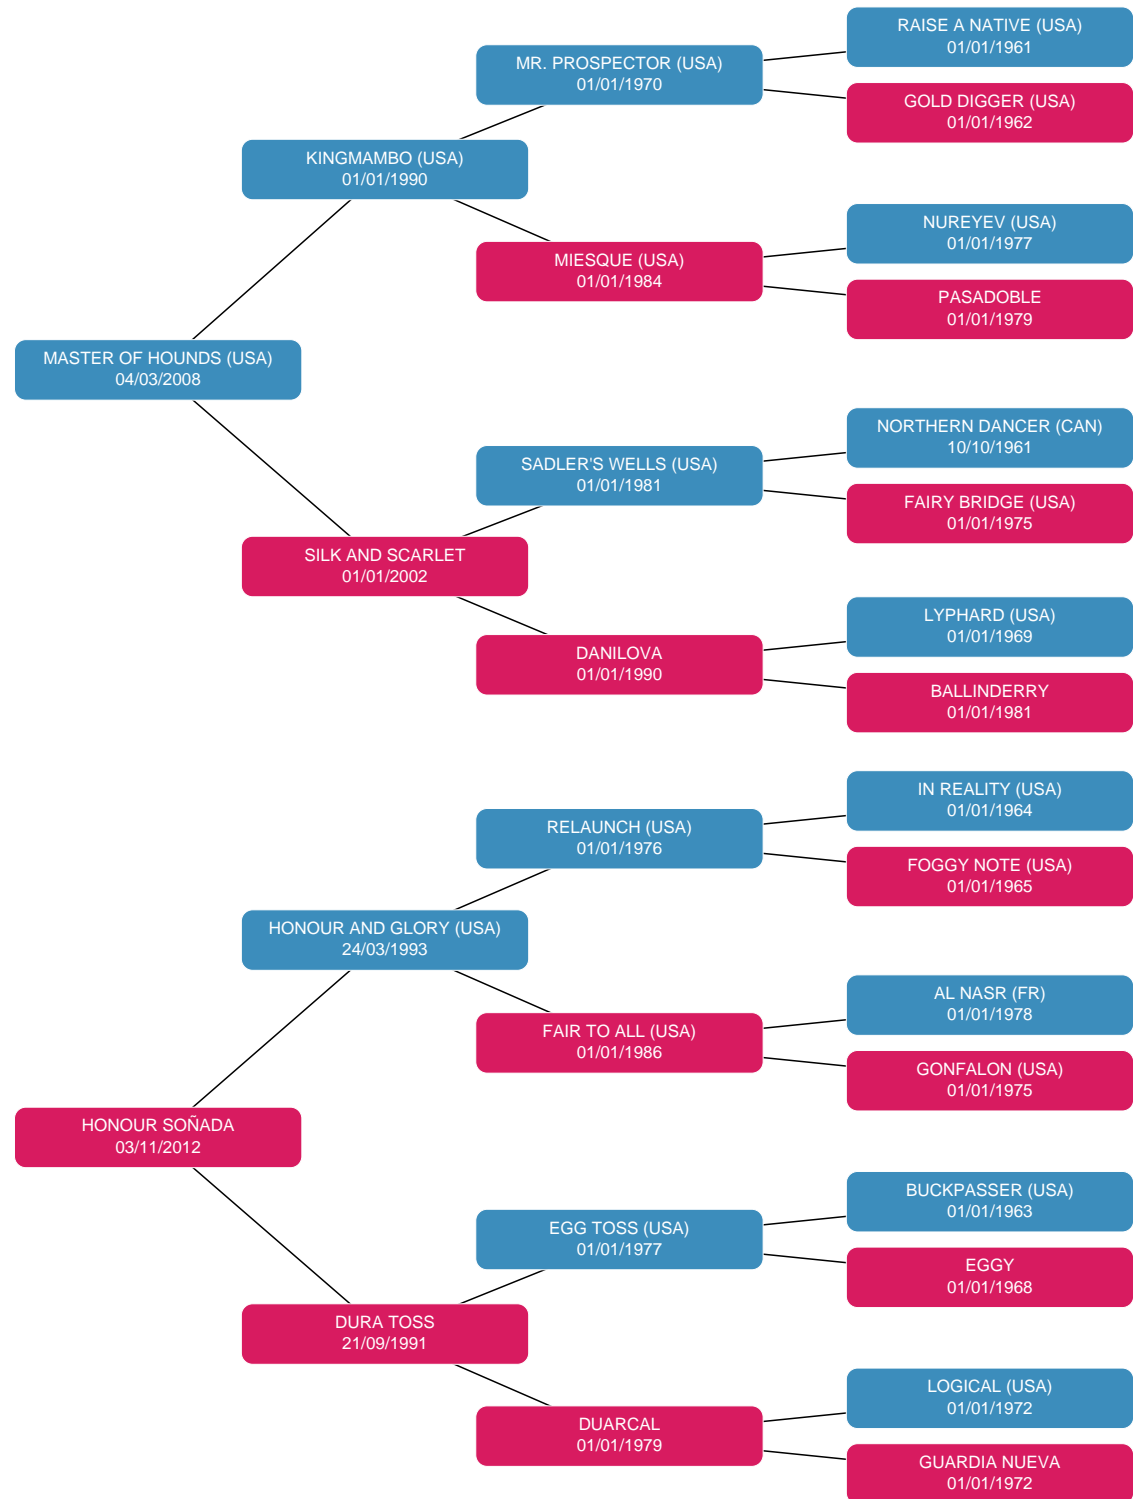 RAISE A NATIVE (USA)
01/01/1961
MR. PROSPECTOR (USA)
01/01/1970
GOLD DIGGER (USA)
01/01/1962
KINGMAMBO (USA)
01/01/1990
NUREYEV (USA)
01/01/1977
MIESQUE (USA)
01/01/1984
PASADOBLE
01/01/1979
MASTER OF HOUNDS (USA)
04/03/2008
NORTHERN DANCER (CAN)
10/10/1961
SADLER'S WELLS (USA)
01/01/1981
FAIRY BRIDGE (USA)
01/01/1975
SILK AND SCARLET
01/01/2002
LYPHARD (USA)
01/01/1969
DANILOVA
01/01/1990
BALLINDERRY
01/01/1981
IN REALITY (USA)
01/01/1964
RELAUNCH (USA)
01/01/1976
FOGGY NOTE (USA)
01/01/1965
HONOUR AND GLORY (USA)
24/03/1993
AL NASR (FR)
01/01/1978
FAIR TO ALL (USA)
01/01/1986
GONFALON (USA)
01/01/1975
HONOUR SOÑADA
03/11/2012
BUCKPASSER (USA)
01/01/1963
EGG TOSS (USA)
01/01/1977
EGGY
01/01/1968
DURA TOSS
21/09/1991
LOGICAL (USA)
01/01/1972
DUARCAL
01/01/1979
GUARDIA NUEVA
01/01/1972